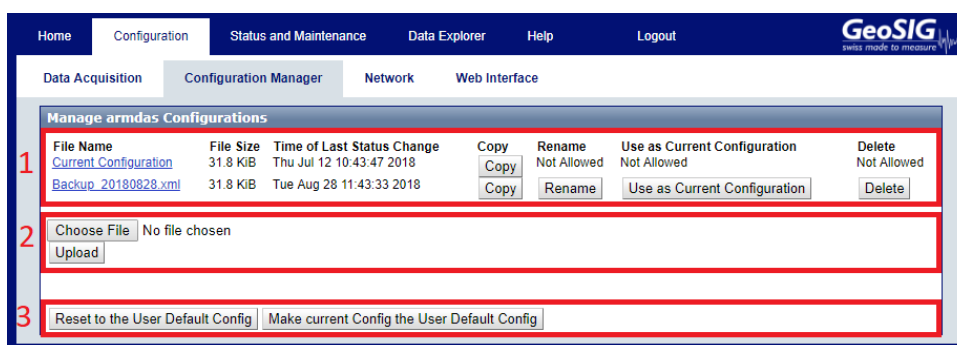 Home Configuration Status and Maintenance Data Explorer Help Logout GeoSIG
swiss made to measure
Data Acquisition Configuration Manager Network Web Interface
Manage armdas Configurations
1
File Name File Size Time of Last Status Change Copy Rename Use as Current Configuration Delete
Current Configuration 31.8 KiB Thu Jul 12 10:43:47 2018 Copy Not Allowed Not Allowed Not Allowed
Backup_20180828.xml 31.8 KiB Tue Aug 28 11:43:33 2018 Copy Rename Use as Current Configuration Delete
2
Choose File No file chosen
Upload
3
Reset to the User Default Config Make current Config the User Default Config